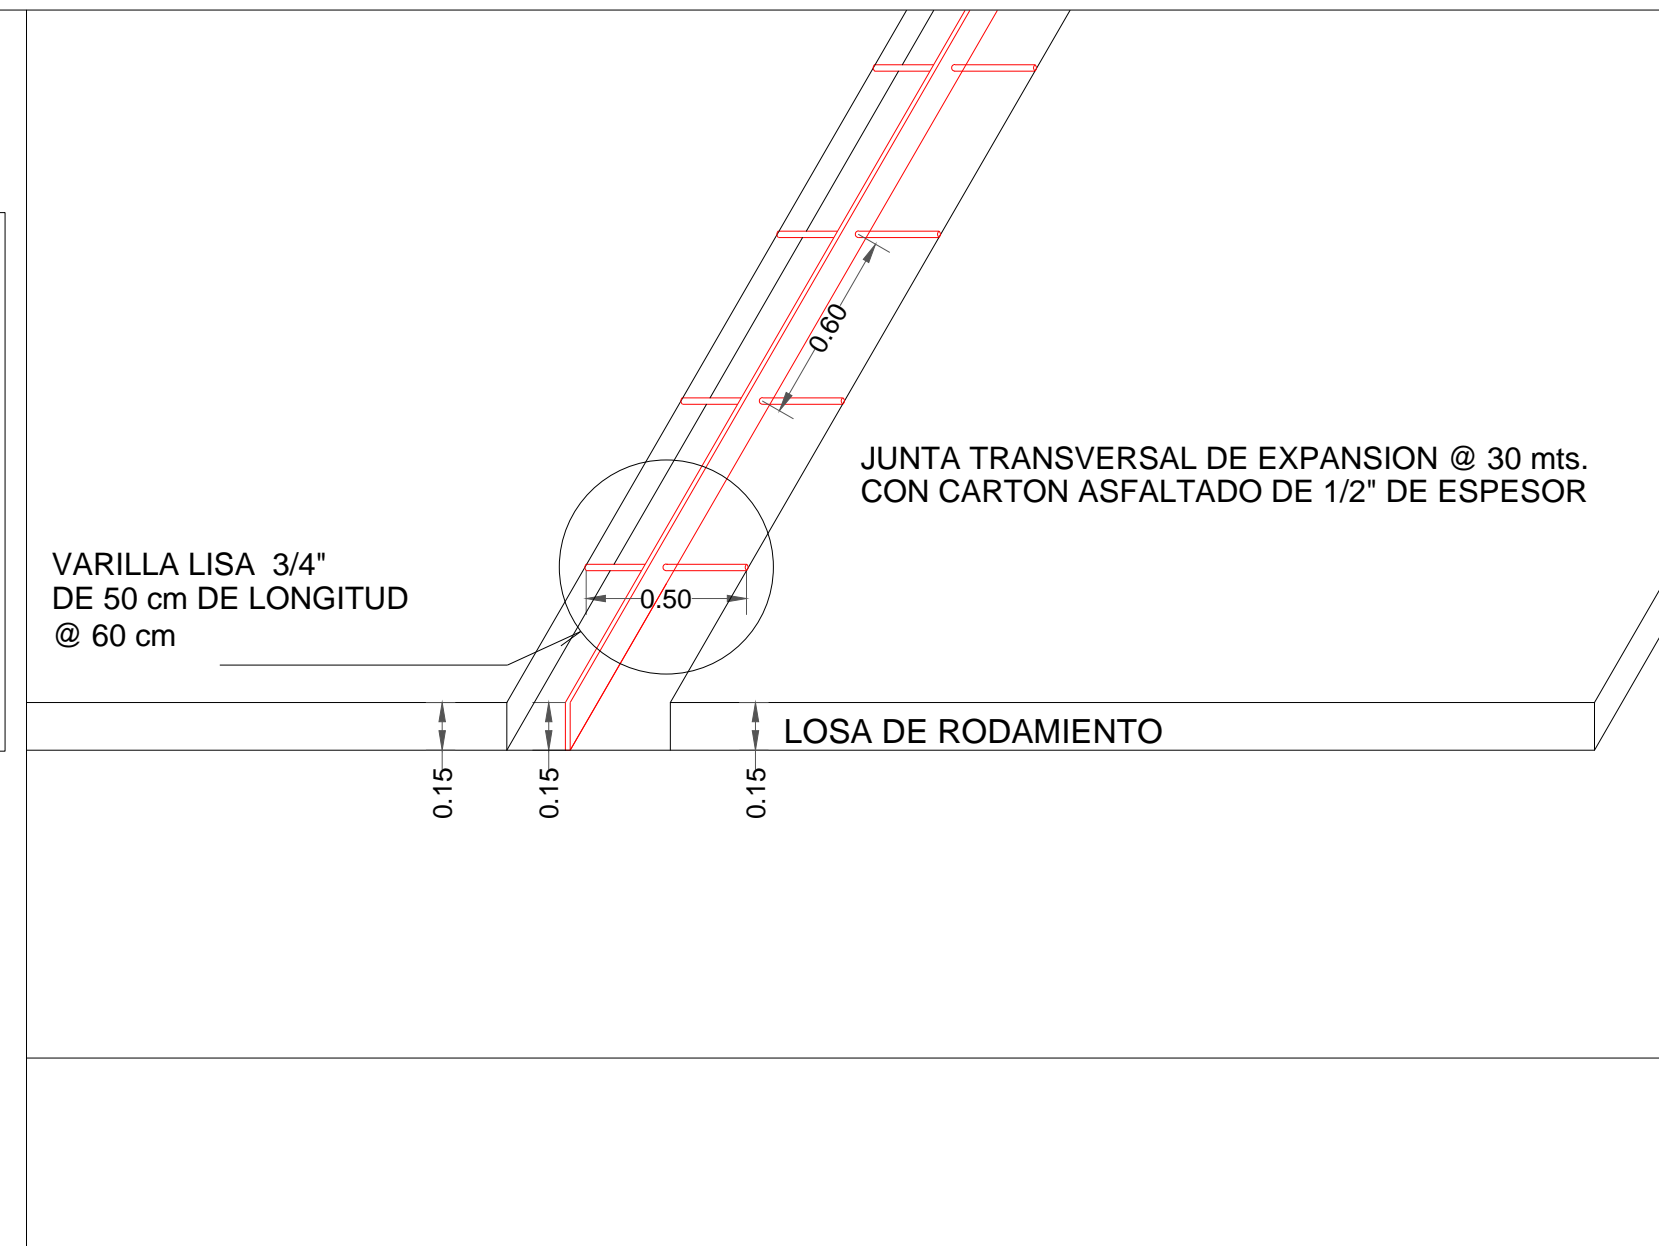 0.60
JUNTA TRANSVERSAL DE EXPANSION @ 30 mts.
CON CARTON ASFALTADO DE 1/2" DE ESPESOR
VARILLA LISA 3/4"
DE 50 cm DE LONGITUD
@ 60 cm
0.50
LOSA DE RODAMIENTO
0.15
0.15
0.15